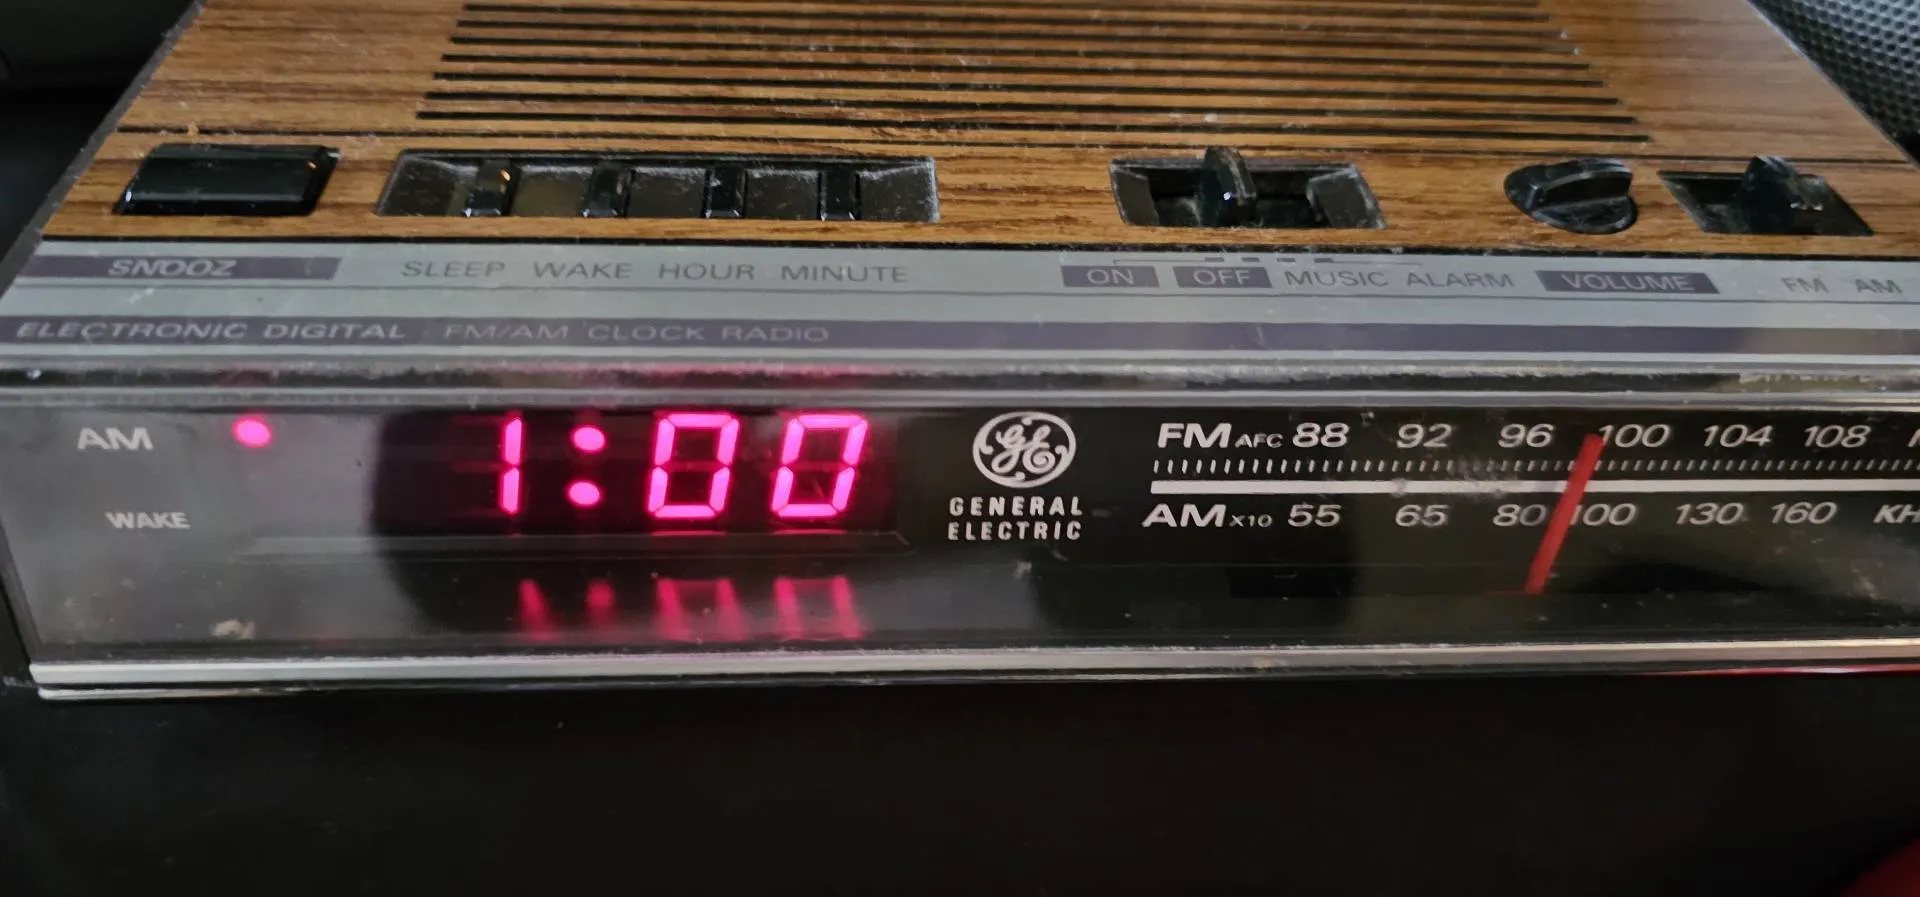 SNOOZ SLEEP WAKE HOUR MINUTE ON OFF MUSIC ALARM VOLUME FM AM
ELECTRONIC DIGITAL FM/AM CLOCK RADIO
AM 1:00
WAKE
GE
GENERAL
ELECTRIC
FM AFC 88 92 96 100 104 108
AM X10 55 65 80 100 130 160